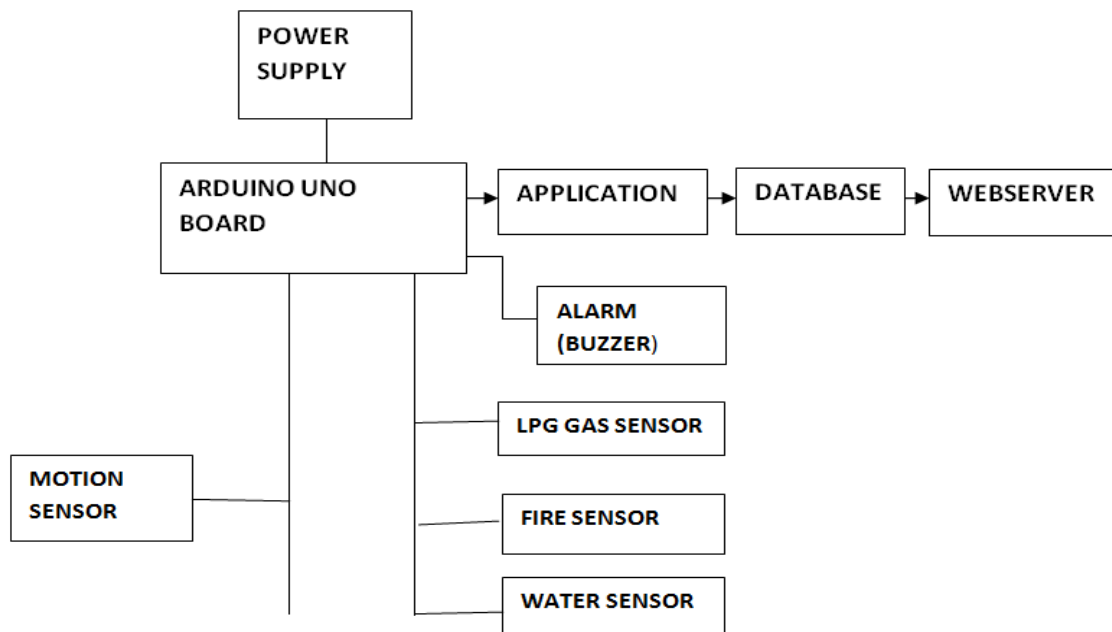 POWER
SUPPLY
ARDUINO UNO
BOARD
APPLICATION
DATABASE
WEBSERVER
ALARM
(BUZZER)
LPG GAS SENSOR
MOTION
SENSOR
FIRE SENSOR
WATER SENSOR